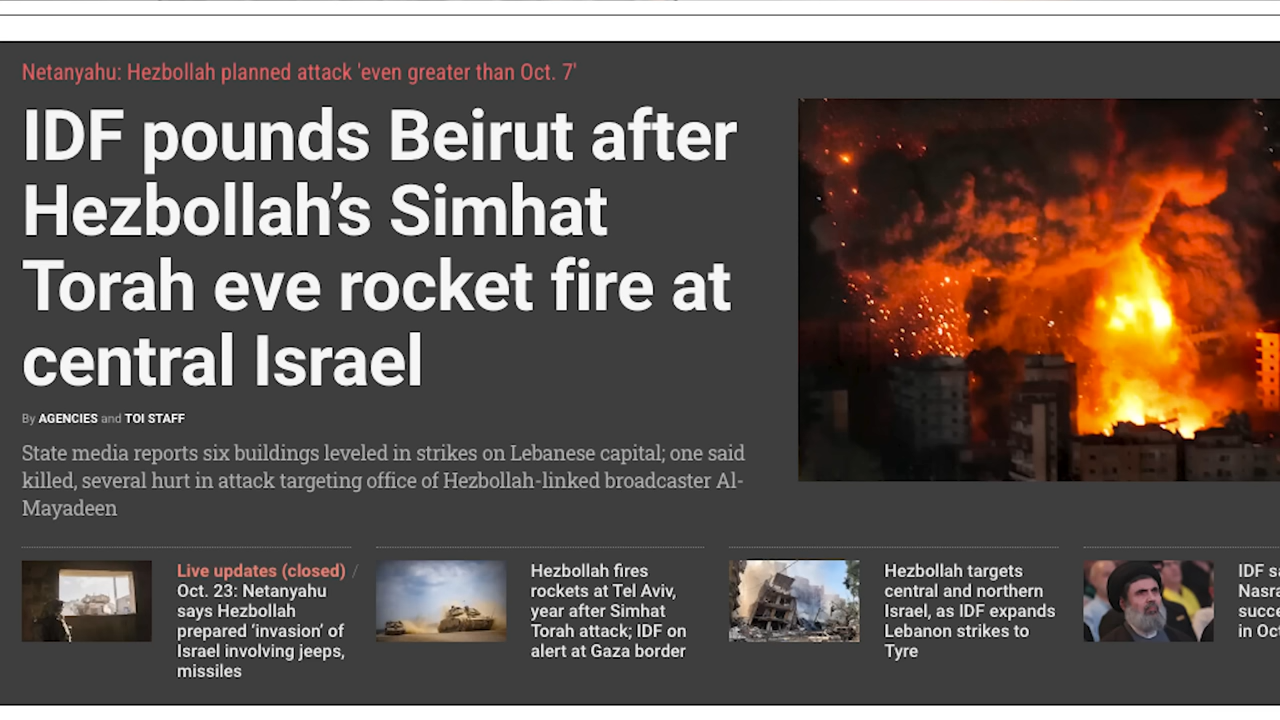 Netanyahu: Hezbollah planned attack 'even greater than Oct. 7'
IDF pounds Beirut after
Hezbollah’s Simhat
Torah eve rocket fire at
central Israel
By AGENCIES and TOI STAFF
State media reports six buildings leveled in strikes on Lebanese capital; one said
killed, several hurt in attack targeting office of Hezbollah-linked broadcaster Al-
Mayadeen
Live updates (closed) /
Oct. 23: Netanyahu
says Hezbollah
prepared ‘invasion’ of
Israel involving jeeps,
missiles
Hezbollah fires
rockets at Tel Aviv,
year after Simhat
Torah attack; IDF on
alert at Gaza border
Hezbollah targets
central and northern
Israel, as IDF expands
Lebanon strikes to
Tyre
IDF
in